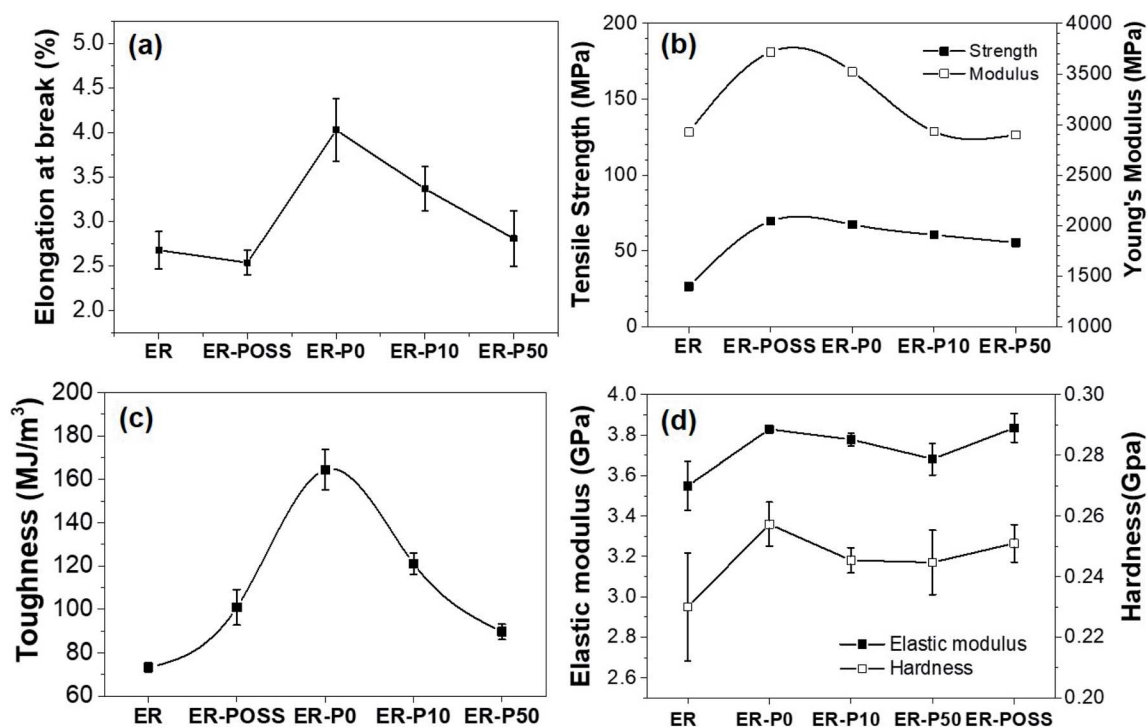 (a)
Elongation at break (%)
5.0
4.5
4.0
3.5
3.0
2.5
2.0
ER ER-POSS ER-P0 ER-P10 ER-P50
(b)
Tensile Strength (MPa)
200
150
100
50
0
Strength
Modulus
4000
3500
3000
2500
2000
1500
1000
Young's Modulus (MPa)
ER ER-POSS ER-P0 ER-P10 ER-P50
(c)
Toughness (MJ/m³)
200
180
160
140
120
100
80
60
ER ER-POSS ER-P0 ER-P10 ER-P50
(d)
Elastic modulus (GPa)
4.0
3.8
3.6
3.4
3.2
3.0
2.8
2.6
Elastic modulus
Hardness
0.30
0.28
0.26
0.24
0.22
0.20
Hardness(Gpa)
ER ER-P0 ER-P10 ER-P50 ER-POSS